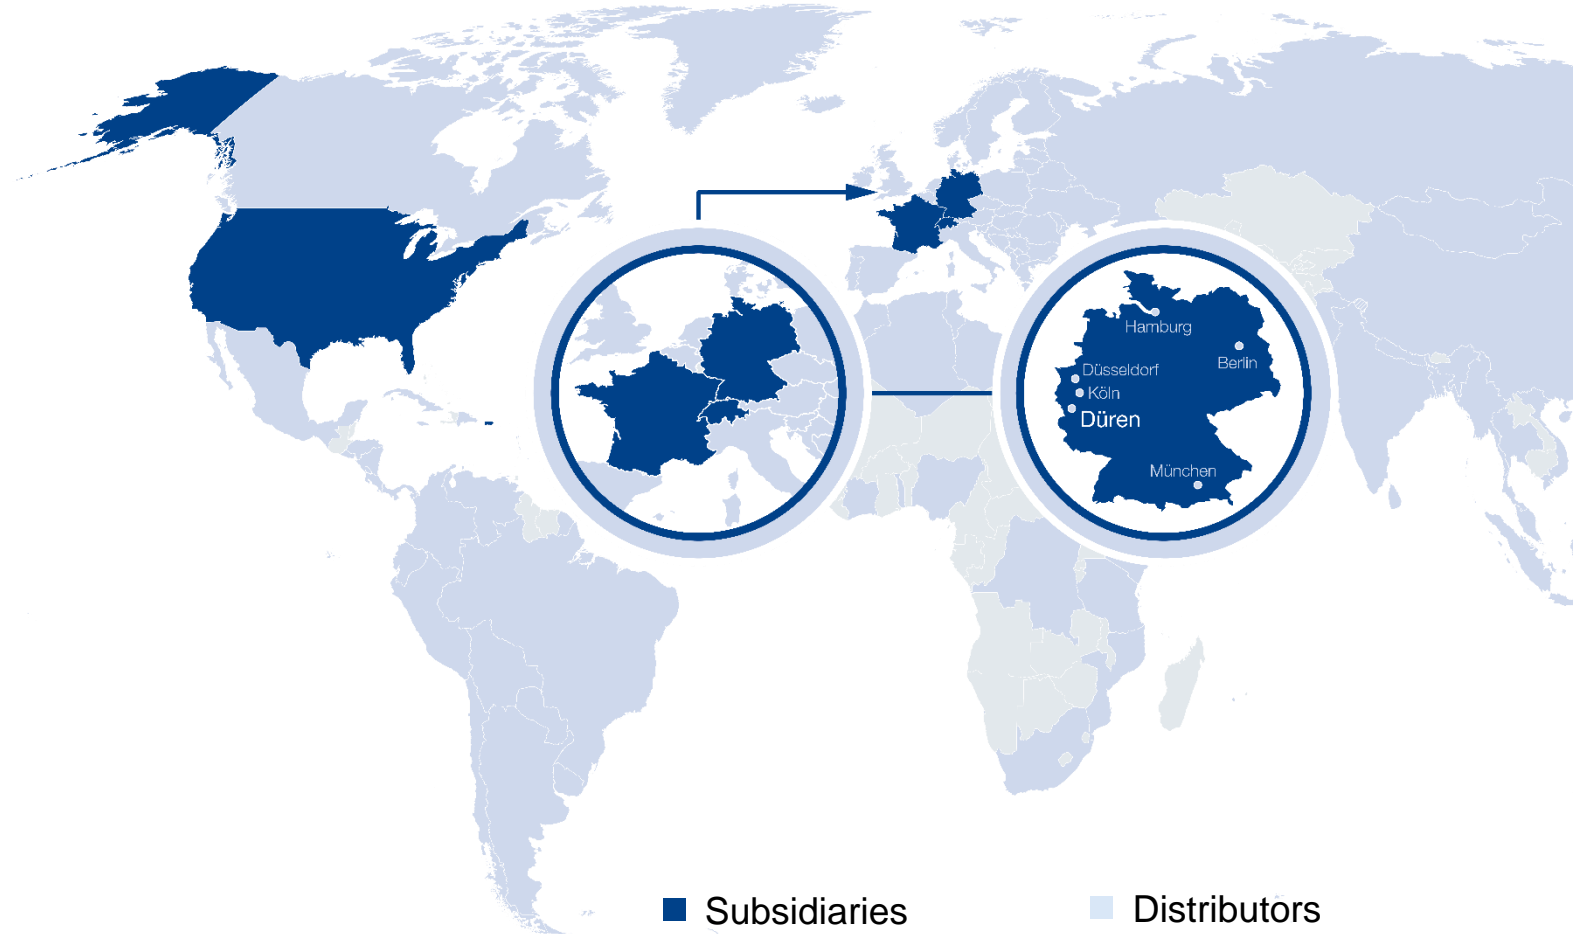 Hamburg
Berlin
Düsseldorf
Köln
Düren
München
Subsidiaries
Distributors